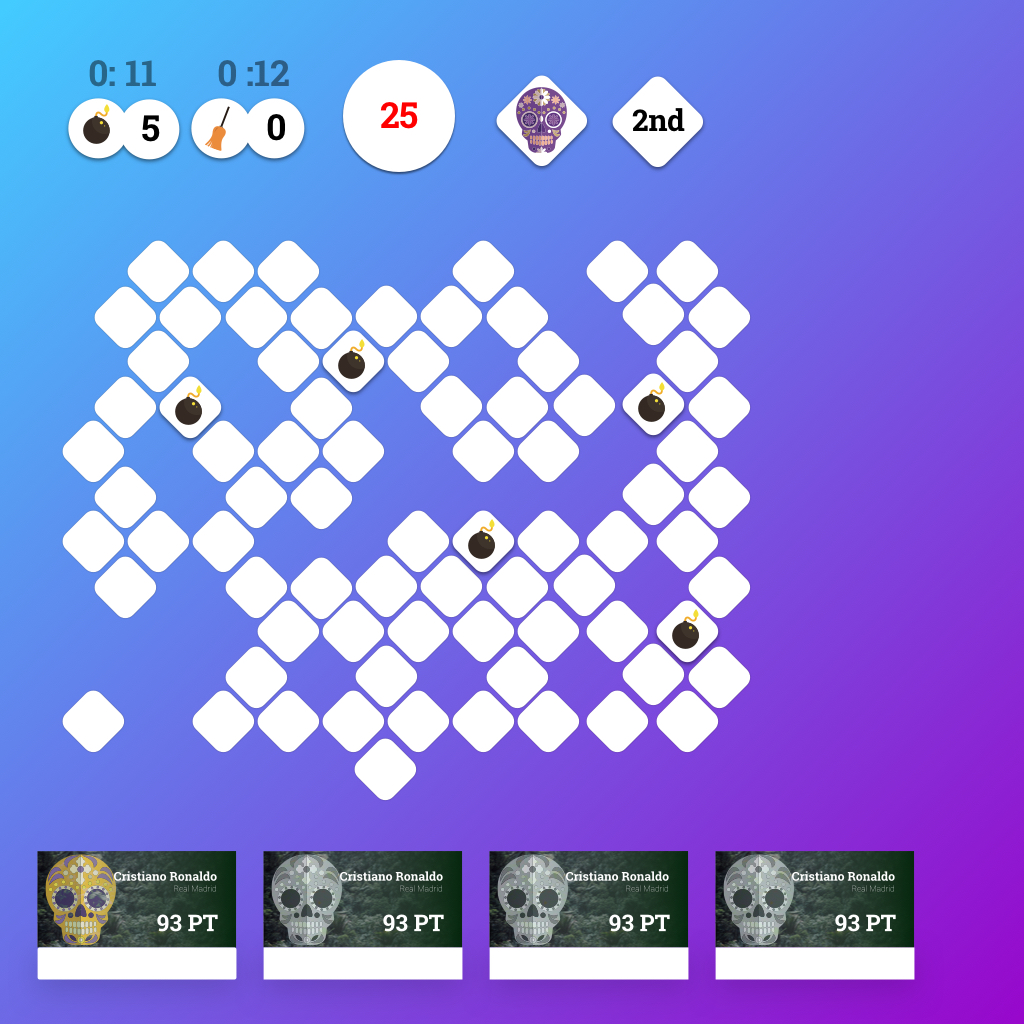 0: 11
0 :12
5
0
25
2nd
Cristiano Ronaldo
Real Madrid
93 PT
Cristiano Ronaldo
Real Madrid
93 PT
Cristiano Ronaldo
Real Madrid
93 PT
Cristiano Ronaldo
Real Madrid
93 PT